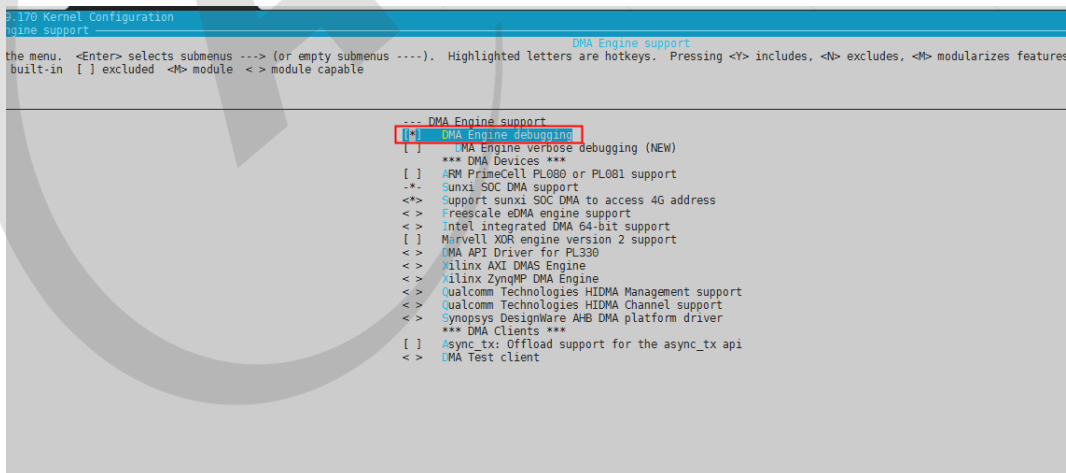 9.170 Kernel Configuration
ngine support
DMA Engine support
the menu.  <Enter> selects submenus ---> (or empty submenus ----).  Highlighted letters are hotkeys.  Pressing <Y> includes, <N> excludes, <M> modularizes features
built-in  [ ] excluded  <M> module  < > module capable
--- DMA Engine support
[*]   DMA Engine debugging
[ ]     DMA Engine verbose debugging (NEW)
*** DMA Devices ***
[ ]   ARM PrimeCell PL080 or PL081 support
-*-   Sunxi SOC DMA support
<*>   Support sunxi SOC DMA to access 4G address
< >   Freescale eDMA engine support
< >   Intel integrated DMA 64-bit support
[ ]   Marvell XOR engine version 2 support
< >   DMA API Driver for PL330
< >   Xilinx AXI DMAS Engine
< >   Xilinx ZynqMP DMA Engine
< >   Qualcomm Technologies HIDMA Management support
< >   Qualcomm Technologies HIDMA Channel support
< >   Synopsys DesignWare AHB DMA platform driver
*** DMA Clients ***
[ ]   Async_tx: Offload support for the async_tx api
< >   DMA Test client